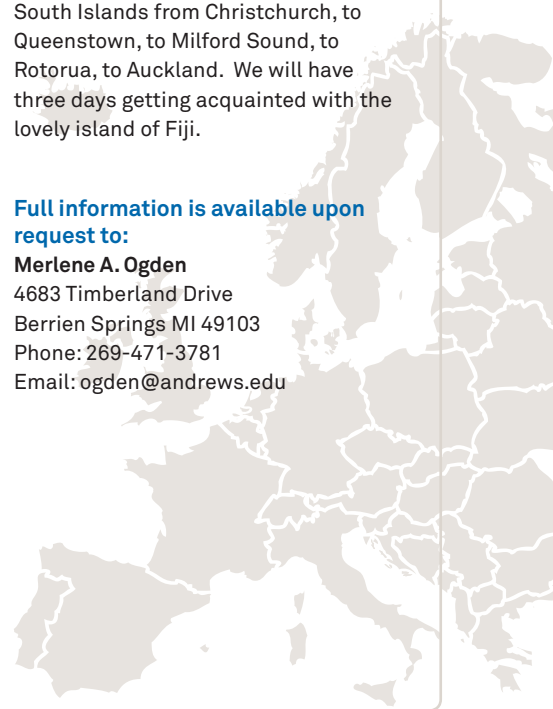 South Islands from Christchurch, to
Queenstown, to Milford Sound, to
Rotorua, to Auckland.  We will have
three days getting acquainted with the
lovely island of Fiji.
Full information is available upon
request to:
Merlene A. Ogden
4683 Timberland Drive
Berrien Springs MI 49103
Phone: 269-471-3781
Email: ogden@andrews.edu